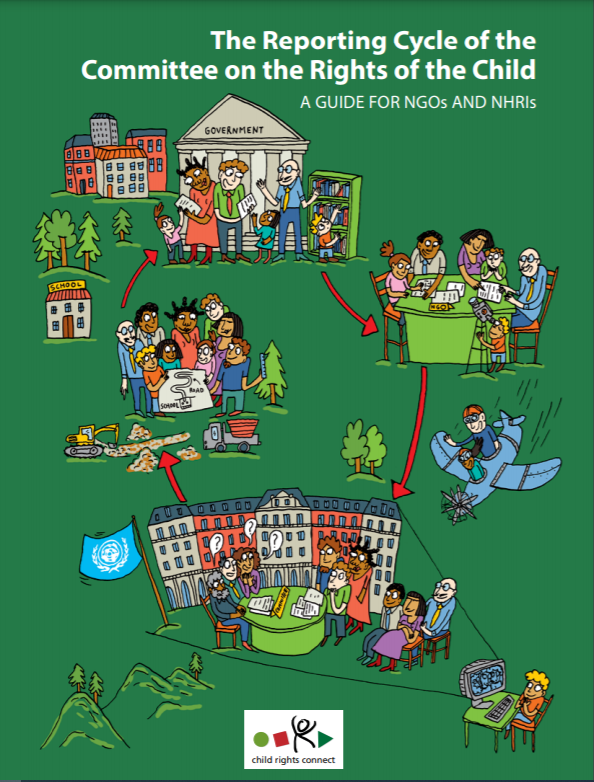 The Reporting Cycle of the
Committee on the Rights of the Child
A GUIDE FOR NGOs AND NHRIs
GOVERNMENT
SCHOOL
NGO
ROAD
SCHOOL
?
?
?
child rights connect